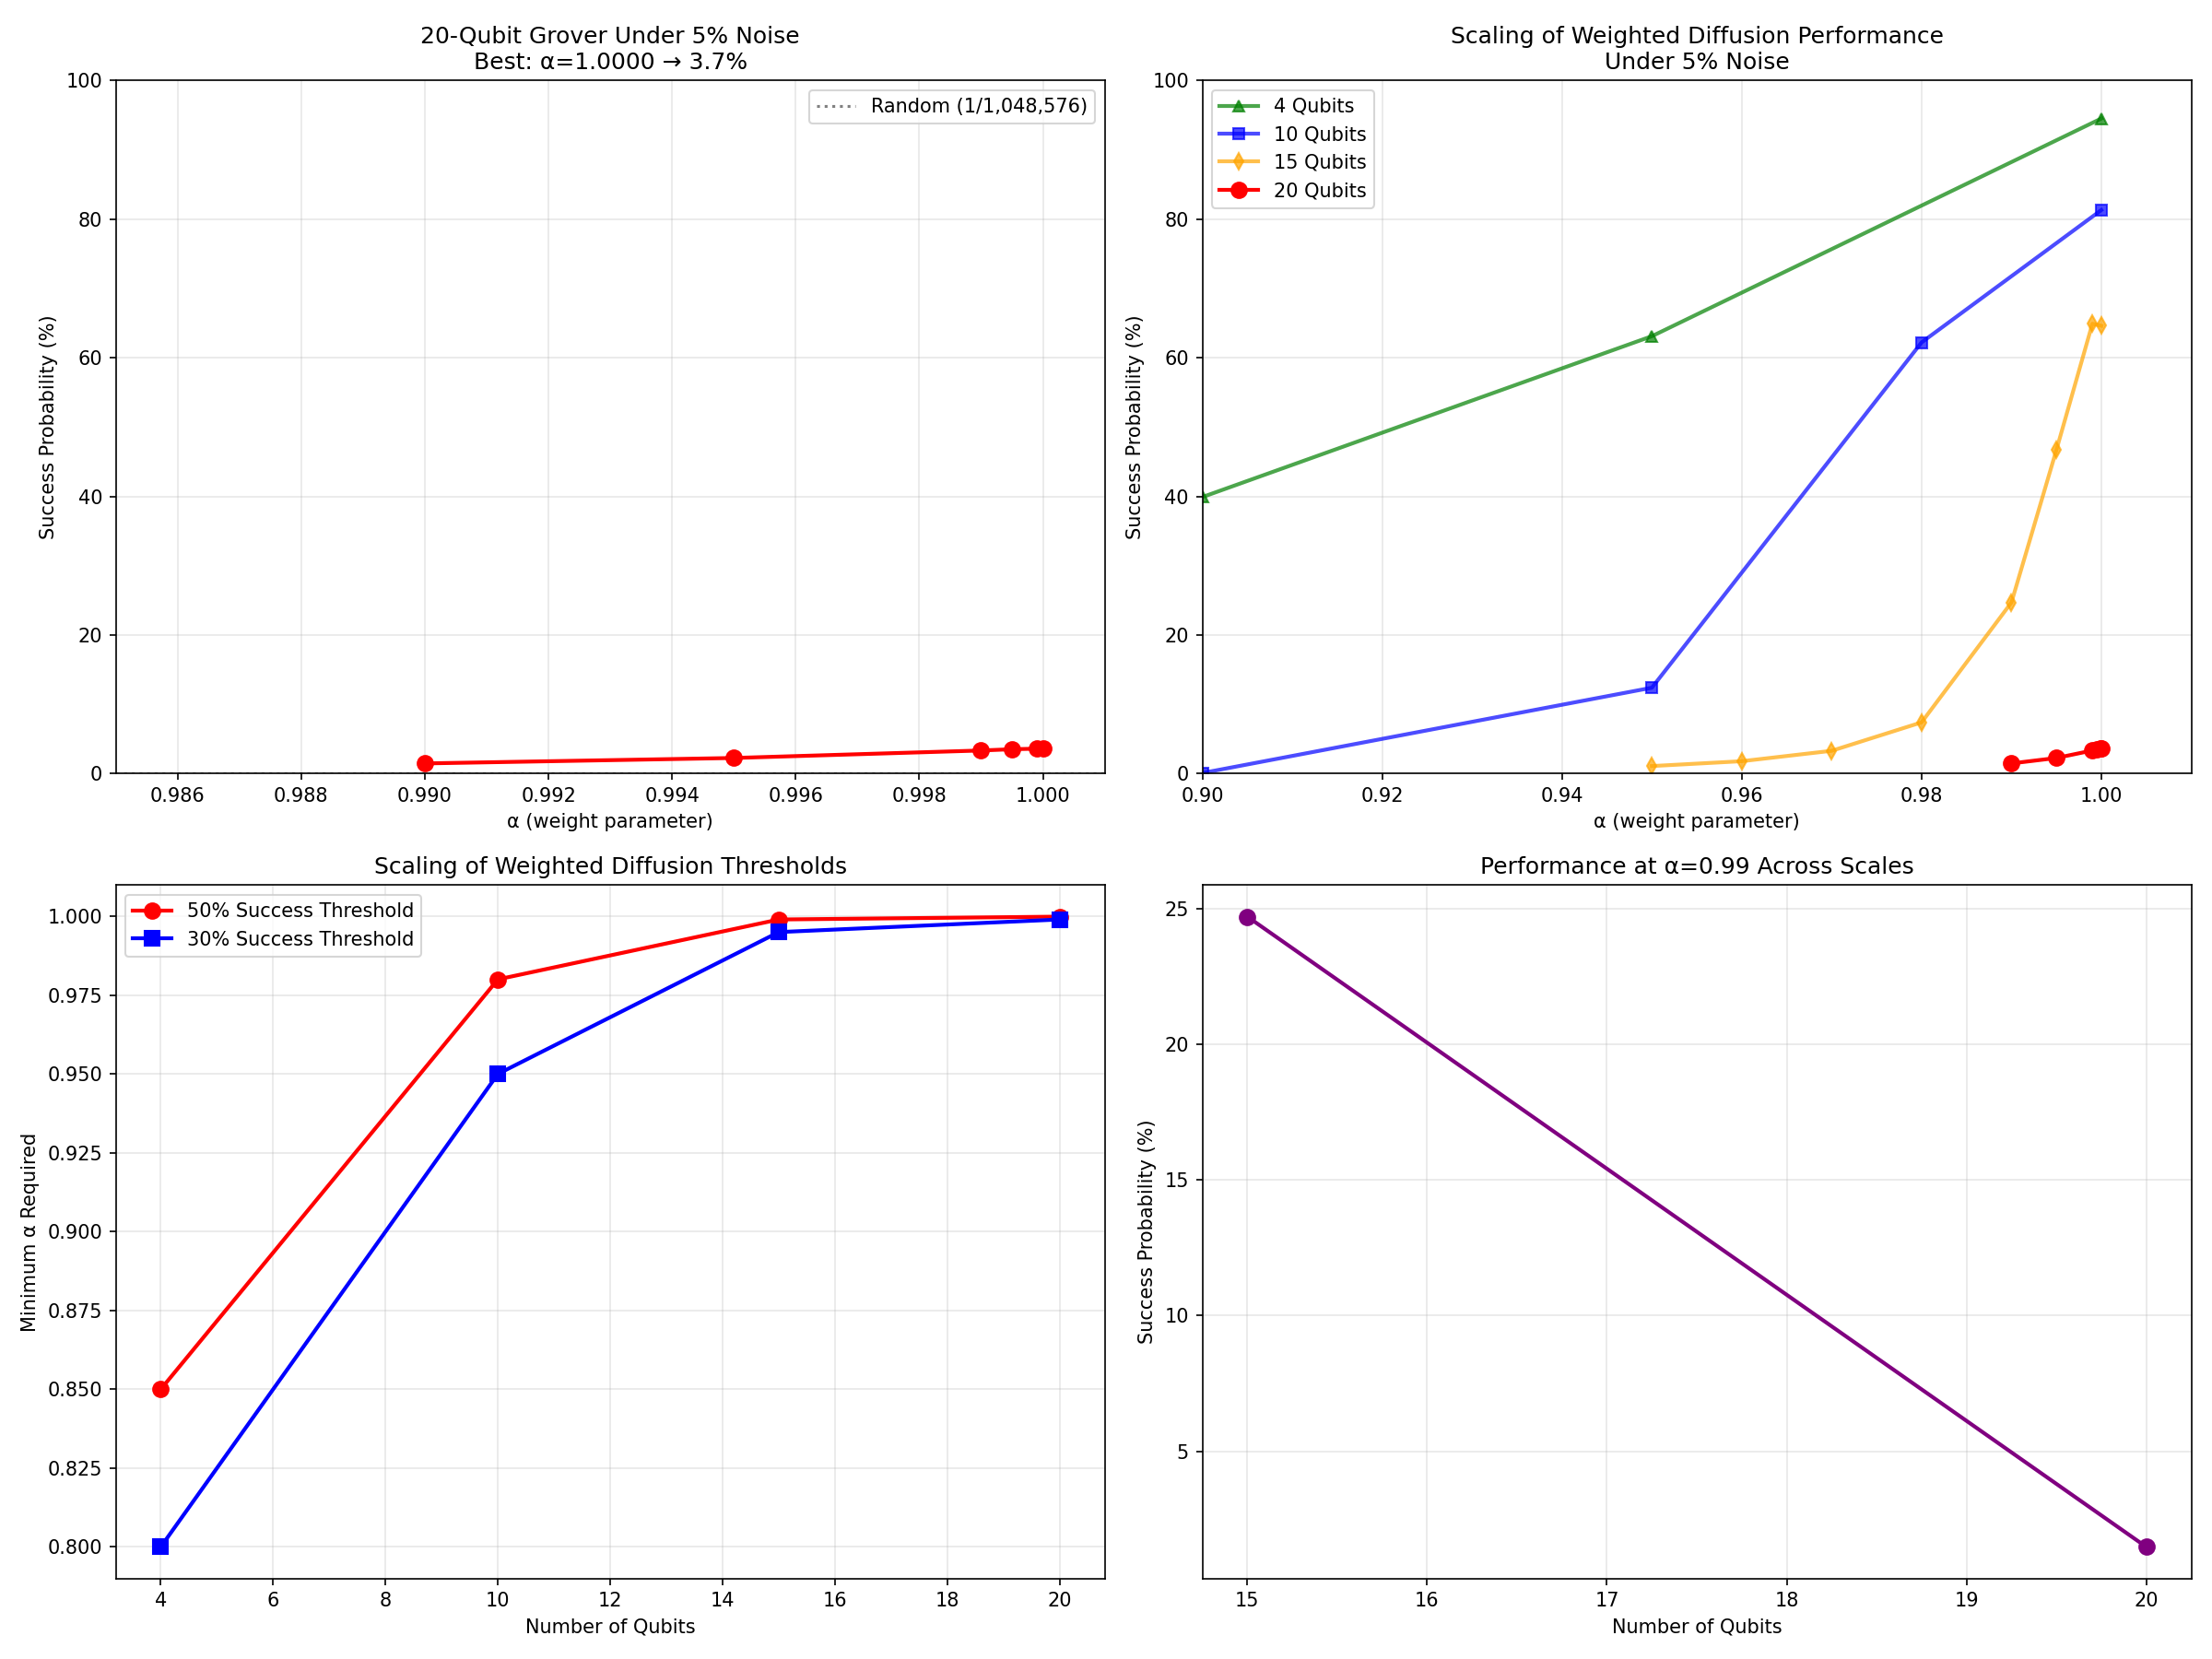 20-Qubit Grover Under 5% Noise
Best: α=1.0000 → 3.7%
Random (1/1,048,576)
Success Probability (%)
100
80
60
40
20
0
0.986 0.988 0.990 0.992 0.994 0.996 0.998 1.000
α (weight parameter)
Scaling of Weighted Diffusion Performance
Under 5% Noise
4 Qubits
10 Qubits
15 Qubits
20 Qubits
Success Probability (%)
100
80
60
40
20
0
0.90 0.92 0.94 0.96 0.98 1.00
α (weight parameter)
Scaling of Weighted Diffusion Thresholds
50% Success Threshold
30% Success Threshold
Minimum α Required
1.000
0.975
0.950
0.925
0.900
0.875
0.850
0.825
0.800
4 6 8 10 12 14 16 18 20
Number of Qubits
Performance at α=0.99 Across Scales
Success Probability (%)
25
20
15
10
5
15 16 17 18 19 20
Number of Qubits